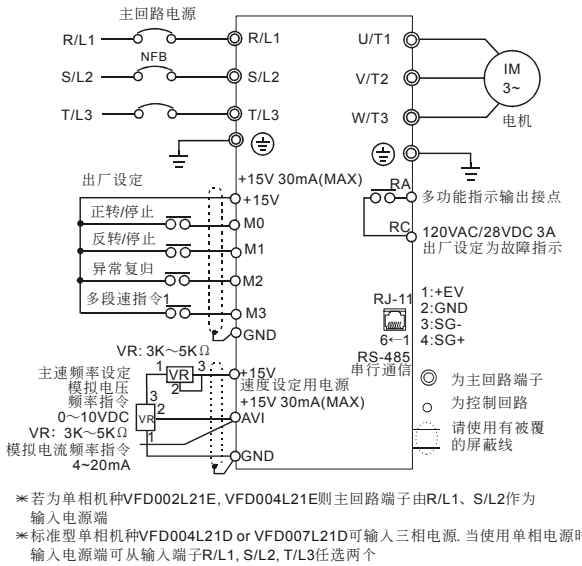 主回路电源
R/L1
R/L1
U/T1
NFB
S/L2
S/L2
V/T2
IM
3~
T/L3
T/L3
W/T3
电机
出厂设定
+15V 30mA(MAX)
+15V
RA
多功能指示输出接点
正转/停止
M0
RC
120VAC/28VDC 3A
出厂设定为故障指示
反转/停止
M1
异常复归
M2
多段速指令1
M3
RJ-11
6←1
1:+EV
2:GND
3:SG-
4:SG+
GND
RS-485
串行通信
VR: 3K～5KΩ
主速频率设定
1
VR
3
2
+15V
速度设定用电源
+15V 30mA(MAX)
模拟电压
频率指令
0～10VDC
3
2
VR
1
AVI
VR: 3K～5KΩ
模拟电流频率指令
4~20mA
GND
为主回路端子
为控制回路
请使用有被覆
的屏蔽线
✳若为单相机种VFD002L21E, VFD004L21E则主回路端子由R/L1、S/L2作为
输入电源端
✳标准型单相机种VFD004L21D or VFD007L21D可输入三相电源. 当使用单相电源时
输入电源端可从输入端子R/L1, S/L2, T/L3任选两个